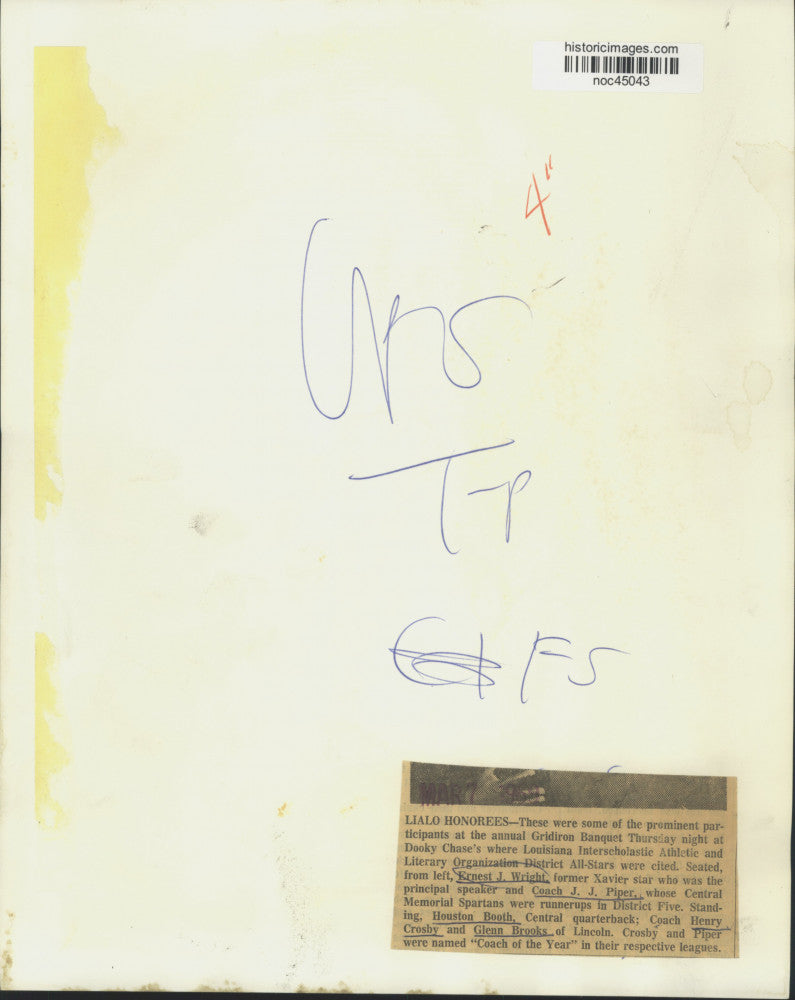 historicimages.com
noc45043
4"
T-p
FS
MAR 7
LIALO HONOREES—These were some of the prominent par-
ticipants at the annual Gridiron Banquet Thursday night at
Dooky Chase's where Louisiana Interscholastic Athletic and
Literary Organization District All-Stars were cited. Seated,
from left, Ernest J. Wright, former Xavier star who was the
principal speaker and Coach J. J. Piper, whose Central
Memorial Spartans were runnerups in District Five. Stand-
ing, Houston Booth, Central quarterback; Coach Henry
Crosby and Glenn Brooks of Lincoln. Crosby and Piper
were named "Coach of the Year" in their respective leagues.